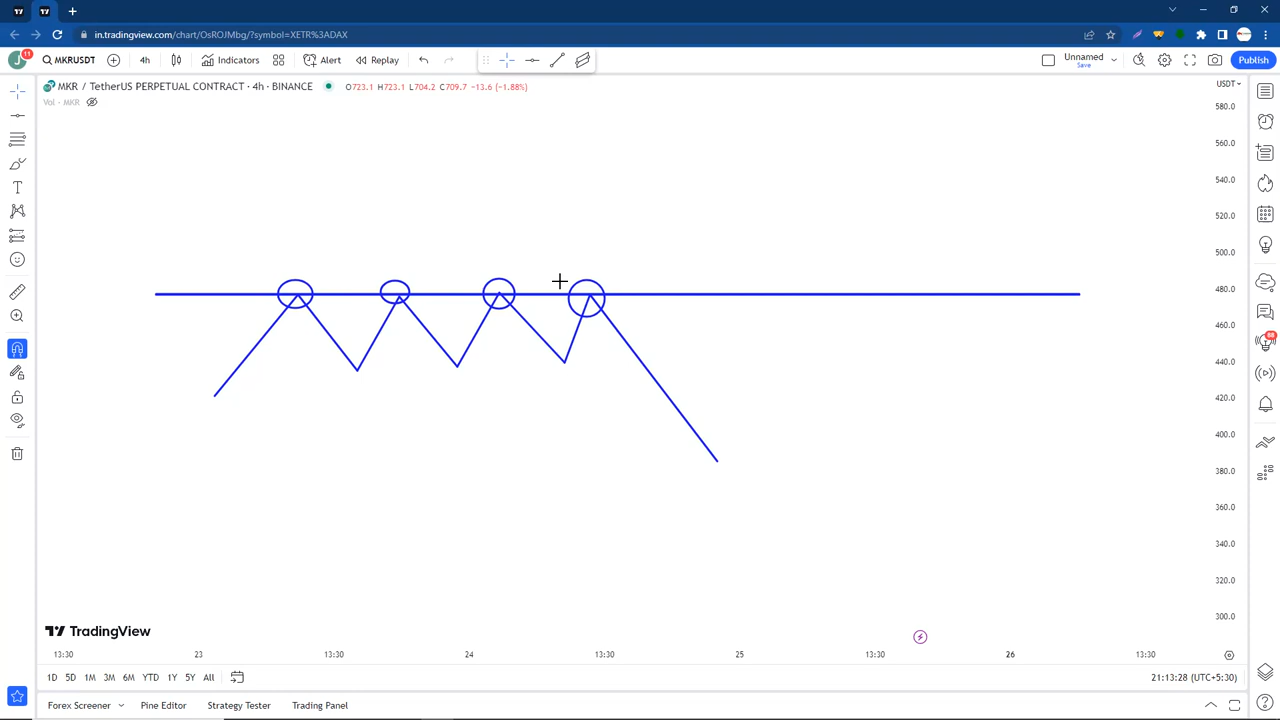 in.tradingview.com/chart/OsROJMbg/?symbol=XETR%3ADAX
J 11 MKRUSDT 4h Indicators Alert Replay Unnamed Save Publish
MKR / TetherUS PERPETUAL CONTRACT · 4h · BINANCE O723.1 H723.1 L704.2 C709.7 −13.6 (−1.88%) USDT
Vol · MKR
580.0
560.0
540.0
520.0
500.0
480.0
460.0
88
440.0
420.0
400.0
380.0
360.0
340.0
320.0
300.0
TradingView
13:30 23 13:30 24 13:30 25 13:30 26 13:30
1D 5D 1M 3M 6M YTD 1Y 5Y All 21:13:28 (UTC+5:30)
Forex Screener Pine Editor Strategy Tester Trading Panel